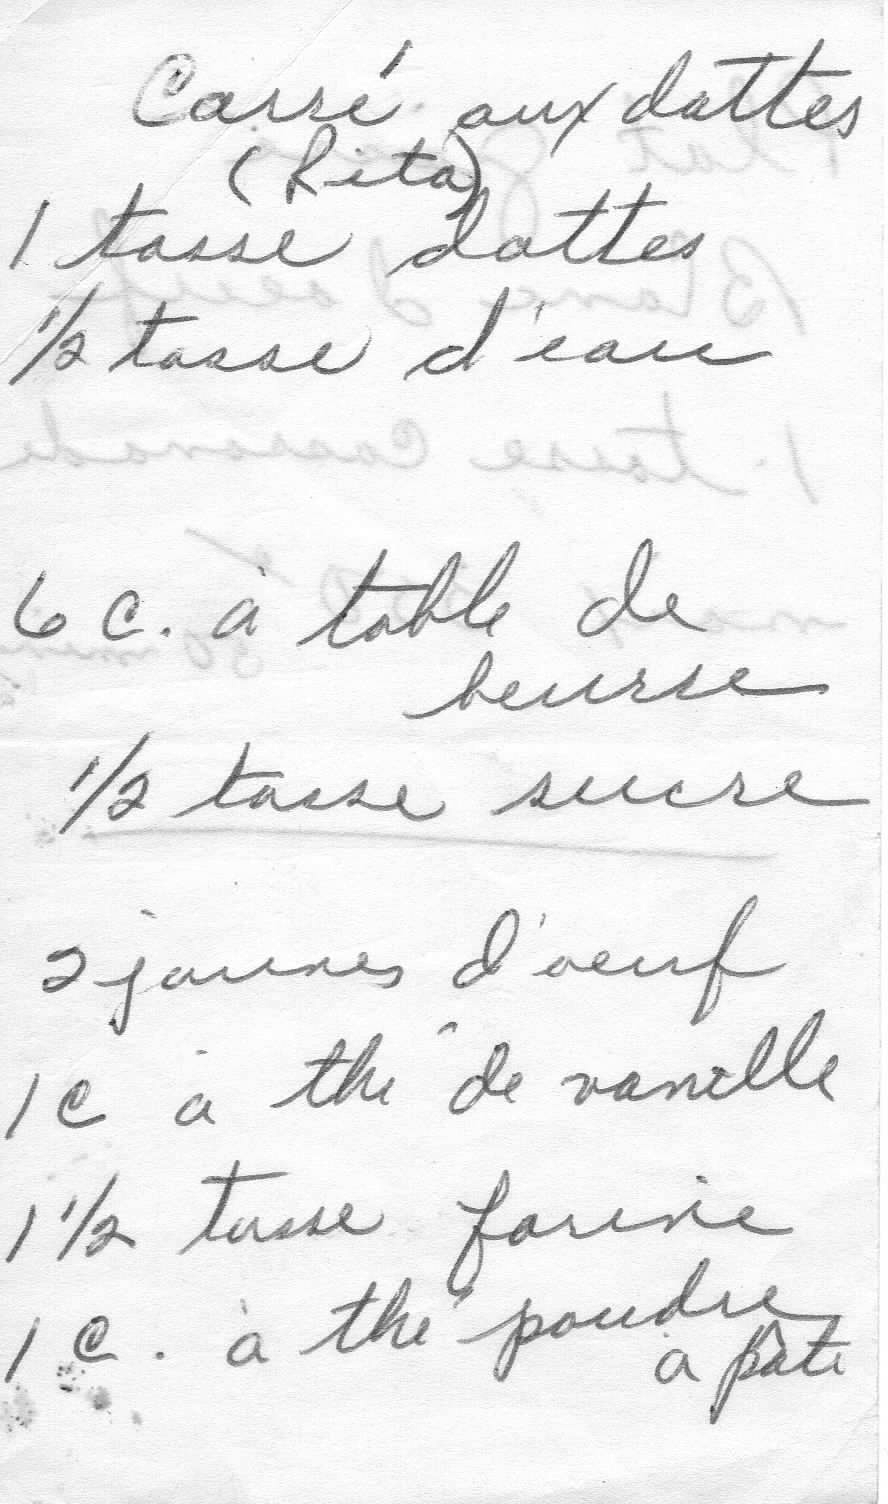 Carré aux dattes
(Rita)
1 tasse dattes
1/2 tasse d'eau
6 c. à table de
beurre
1/2 tasse sucre
2 jaunes d'oeuf
1 c à thé de vanille
1 1/2 tasse farine
1 c. à thé poudre
a pâte